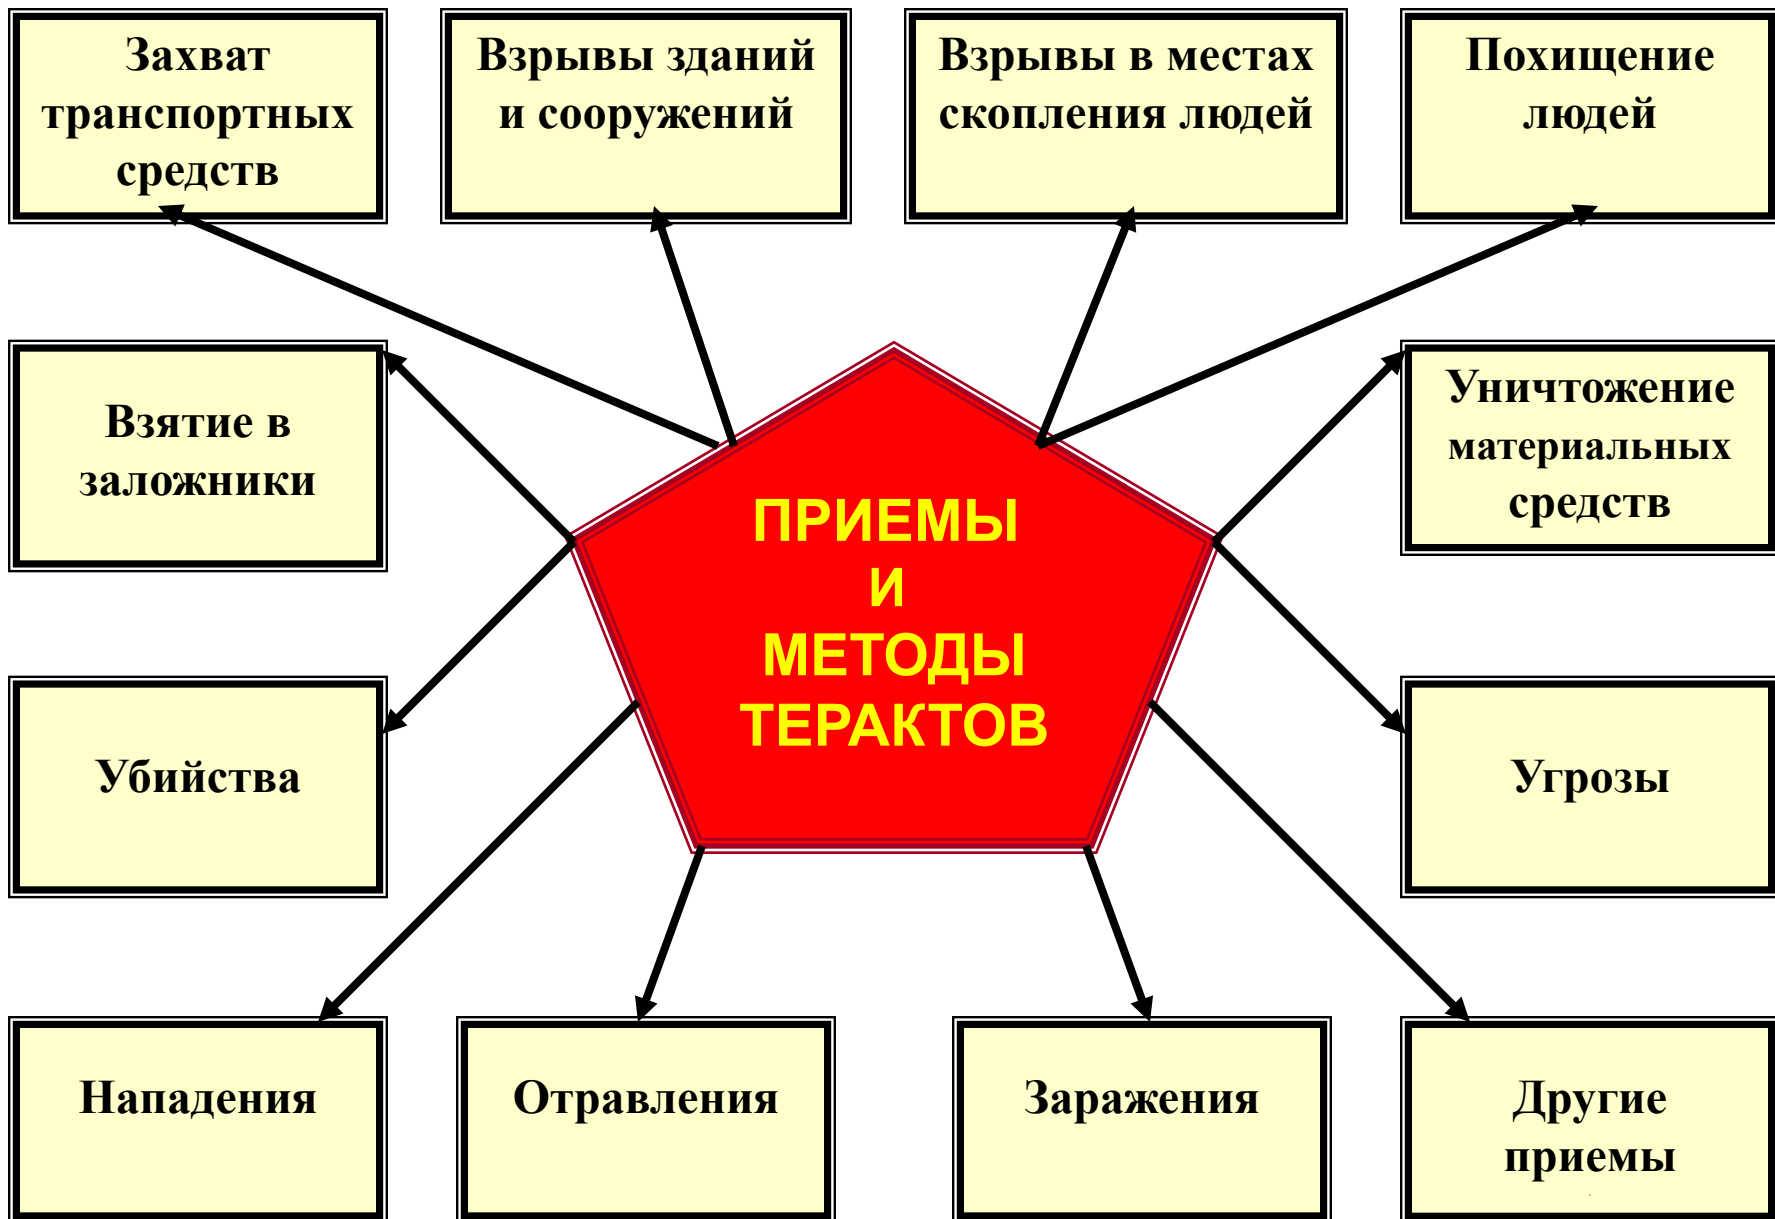 Захват
транспортных
средств
Взрывы зданий
и сооружений
Взрывы в местах
скопления людей
Похищение
людей
Взятие в
заложники
Уничтожение
материальных
средств
ПРИЕМЫ
И
МЕТОДЫ
ТЕРАКТОВ
Убийства
Угрозы
Нападения
Отравления
Заражения
Другие
приемы